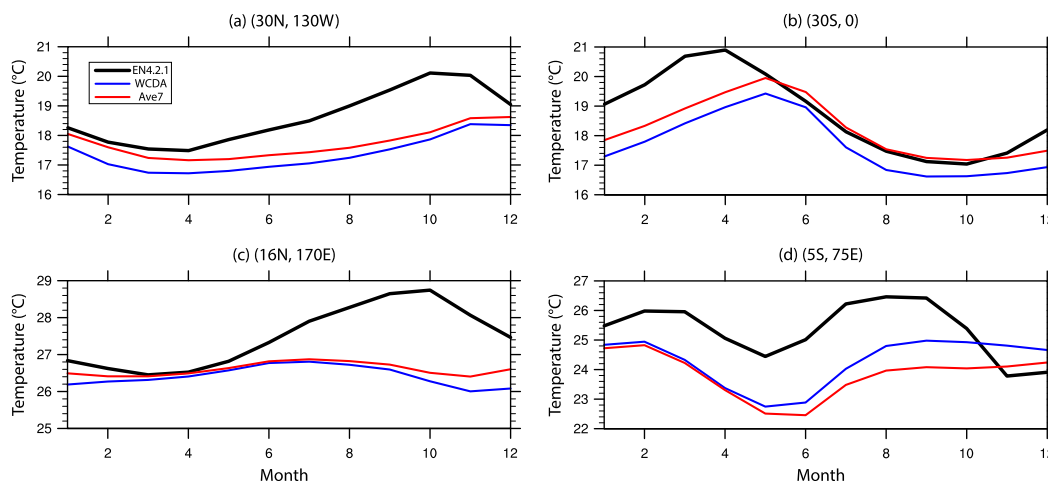 (a) (30N, 130W)
(b) (30S, 0)
Temperature (°C)
21
20
19
18
17
16
EN4.2.1
WCDA
Ave7
2 4 6 8 10 12
Temperature (°C)
21
20
19
18
17
16
2 4 6 8 10 12
(c) (16N, 170E)
(d) (5S, 75E)
Temperature (°C)
29
28
27
26
25
2 4 6 8 10 12
Month
Temperature (°C)
27
26
25
24
23
22
2 4 6 8 10 12
Month